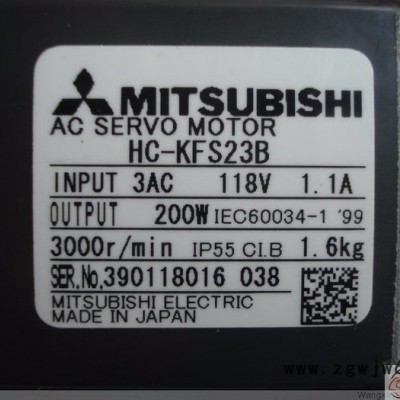 MITSUBISHI
AC SERVO MOTOR
HC-KFS23B
INPUT 3AC 118V 1.1A
OUTPUT 200W IEC60034-1 '99
3000r/min IP55 CI.B 1.6kg
SER.No.390118016 038
MITSUBISHI ELECTRIC
MADE IN JAPAN